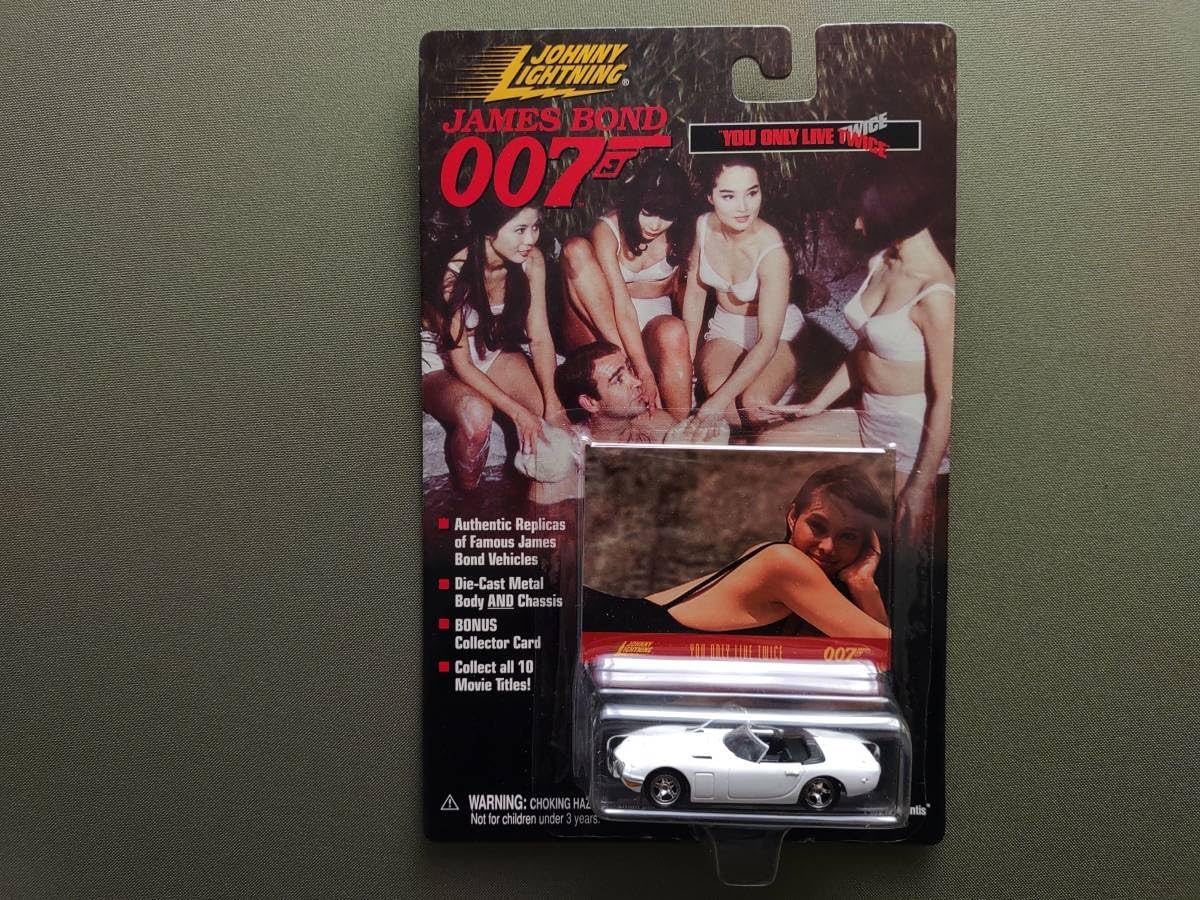 JOHNNY
LIGHTNING®
JAMES BOND
007™
"YOU ONLY LIVE TWICE TWICE"
Authentic Replicas
of Famous James
Bond Vehicles
Die-Cast Metal
Body AND Chassis
BONUS
Collector Card
Collect all 10
Movie Titles!
JOHNNY
LIGHTNING
YOU ONLY LIVE TWICE
007
WARNING: CHOKING HAZ
Not for children under 3 years.